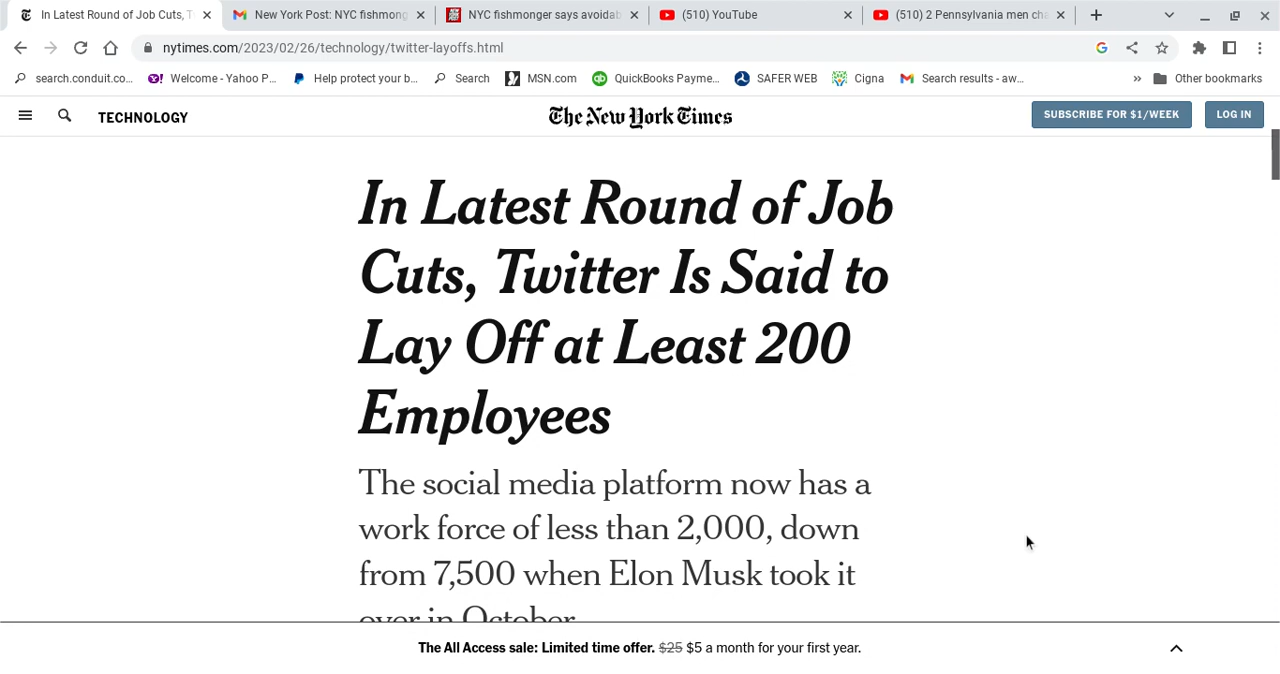 In Latest Round of Job Cuts, T
New York Post: NYC fishmong
NYC fishmonger says avoidab
(510) YouTube
(510) 2 Pennsylvania men cha
nytimes.com/2023/02/26/technology/twitter-layoffs.html
search.conduit.co...
Welcome - Yahoo P...
Help protect your b...
Search
MSN.com
QuickBooks Payme...
SAFER WEB
Cigna
Search results - aw...
»
Other bookmarks
TECHNOLOGY
The New York Times
SUBSCRIBE FOR $1/WEEK
LOG IN
In Latest Round of Job
Cuts, Twitter Is Said to
Lay Off at Least 200
Employees
The social media platform now has a
work force of less than 2,000, down
from 7,500 when Elon Musk took it
over in October.
The All Access sale: Limited time offer. $25 $5 a month for your first year.